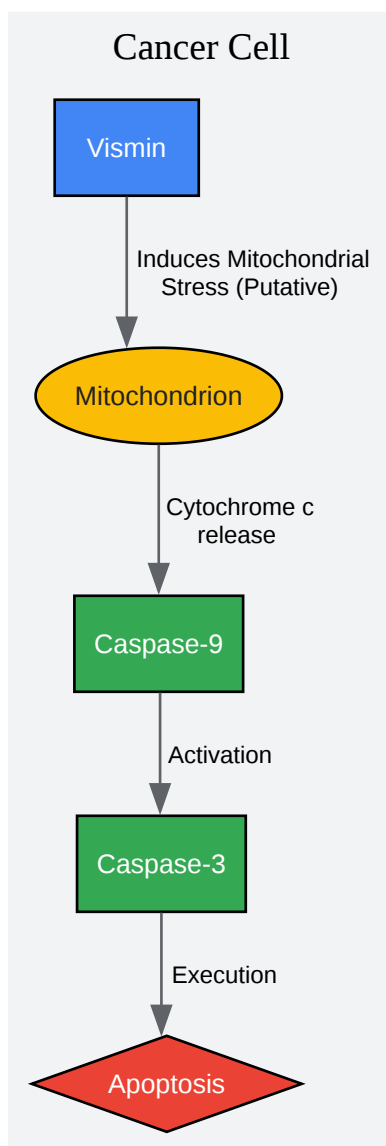 Cancer Cell
Vismin
Induces Mitochondrial
Stress (Putative)
Mitochondrion
Cytochrome c
release
Caspase-9
Activation
Caspase-3
Execution
Apoptosis